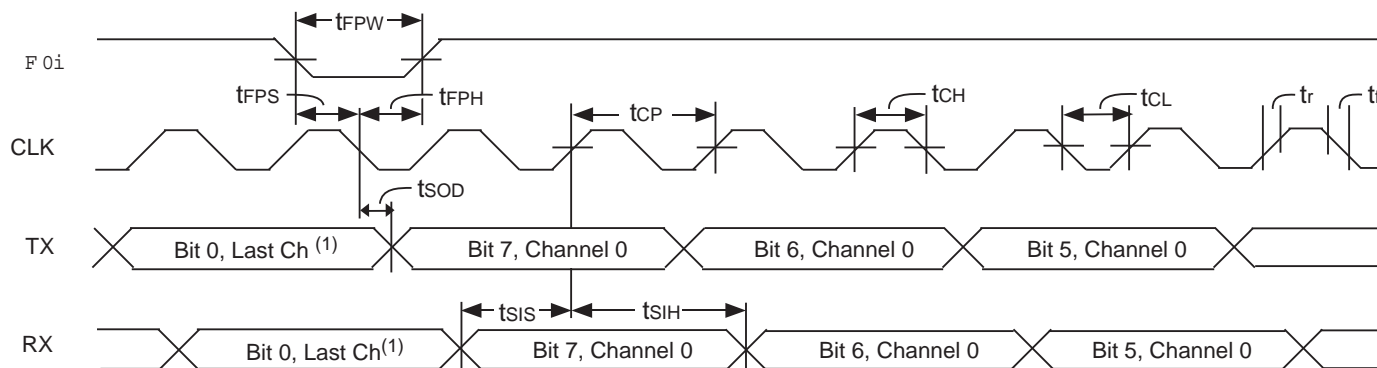 tFPW
F0i
tFPS
tFPH
tCP
tCH
tCL
tr
tf
CLK
tSOD
TX
Bit 0, Last Ch (1)
Bit 7, Channel 0
Bit 6, Channel 0
Bit 5, Channel 0
tSIS
tSIH
RX
Bit 0, Last Ch(1)
Bit 7, Channel 0
Bit 6, Channel 0
Bit 5, Channel 0